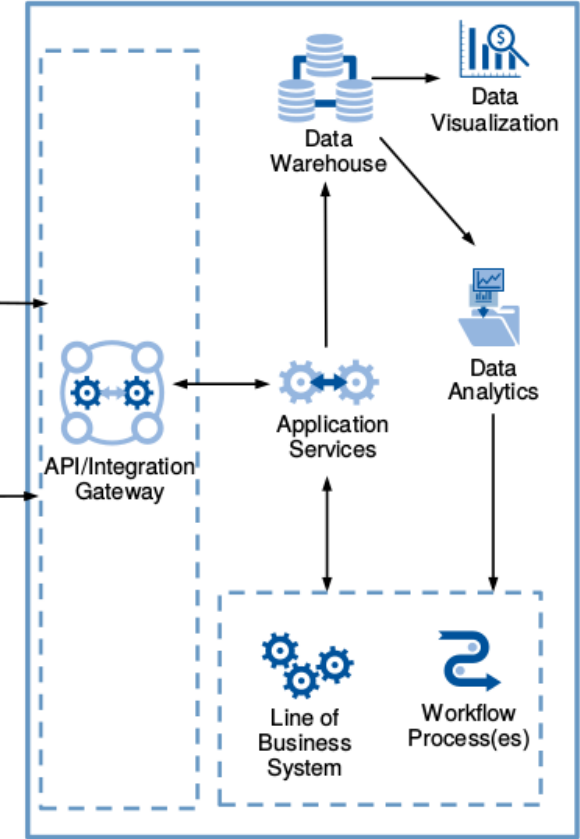 Data
Visualization
Data
Warehouse
Data
Analytics
API/Integration
Gateway
Application
Services
Line of
Business
System
Workflow
Process(es)
$